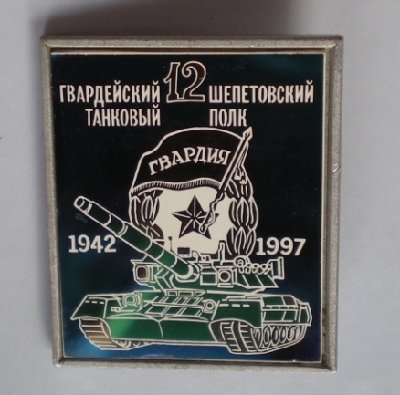 12
ГВАРДЕЙСКИЙ ШЕПЕТОВСКИЙ
ТАНКОВЫЙ ПОЛК
ГВАРДИЯ
1942 1997